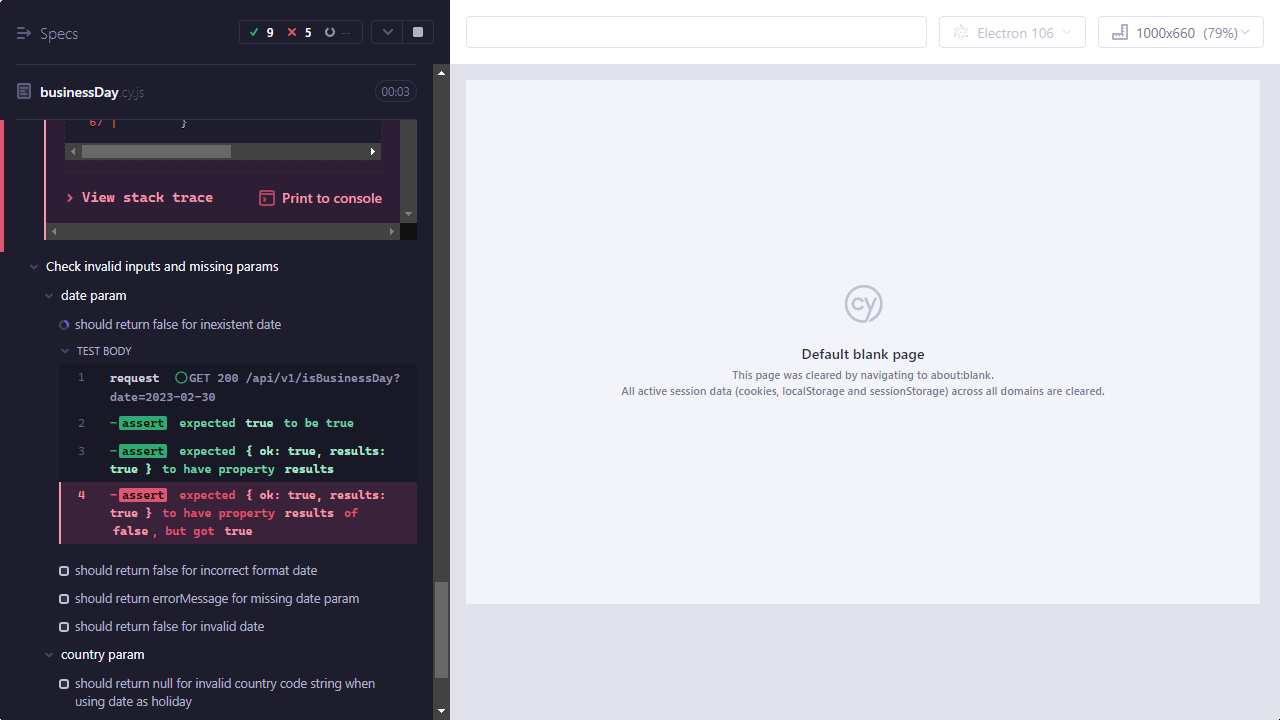 Specs
9
5
--
businessDay.cy.js
00:03
67 |         }
View stack trace
Print to console
Check invalid inputs and missing params
date param
should return false for inexistent date
TEST BODY
1 request GET 200 /api/v1/isBusinessDay?
date=2023-02-30
2 -assert expected true to be true
3 -assert expected { ok: true, results:
true } to have property results
4 -assert expected { ok: true, results:
true } to have property results of
false, but got true
should return false for incorrect format date
should return errorMessage for missing date param
should return false for invalid date
country param
should return null for invalid country code string when
using date as holiday
Electron 106
1000x660 (79%)
cy
Default blank page
This page was cleared by navigating to about:blank.
All active session data (cookies, localStorage and sessionStorage) across all domains are cleared.